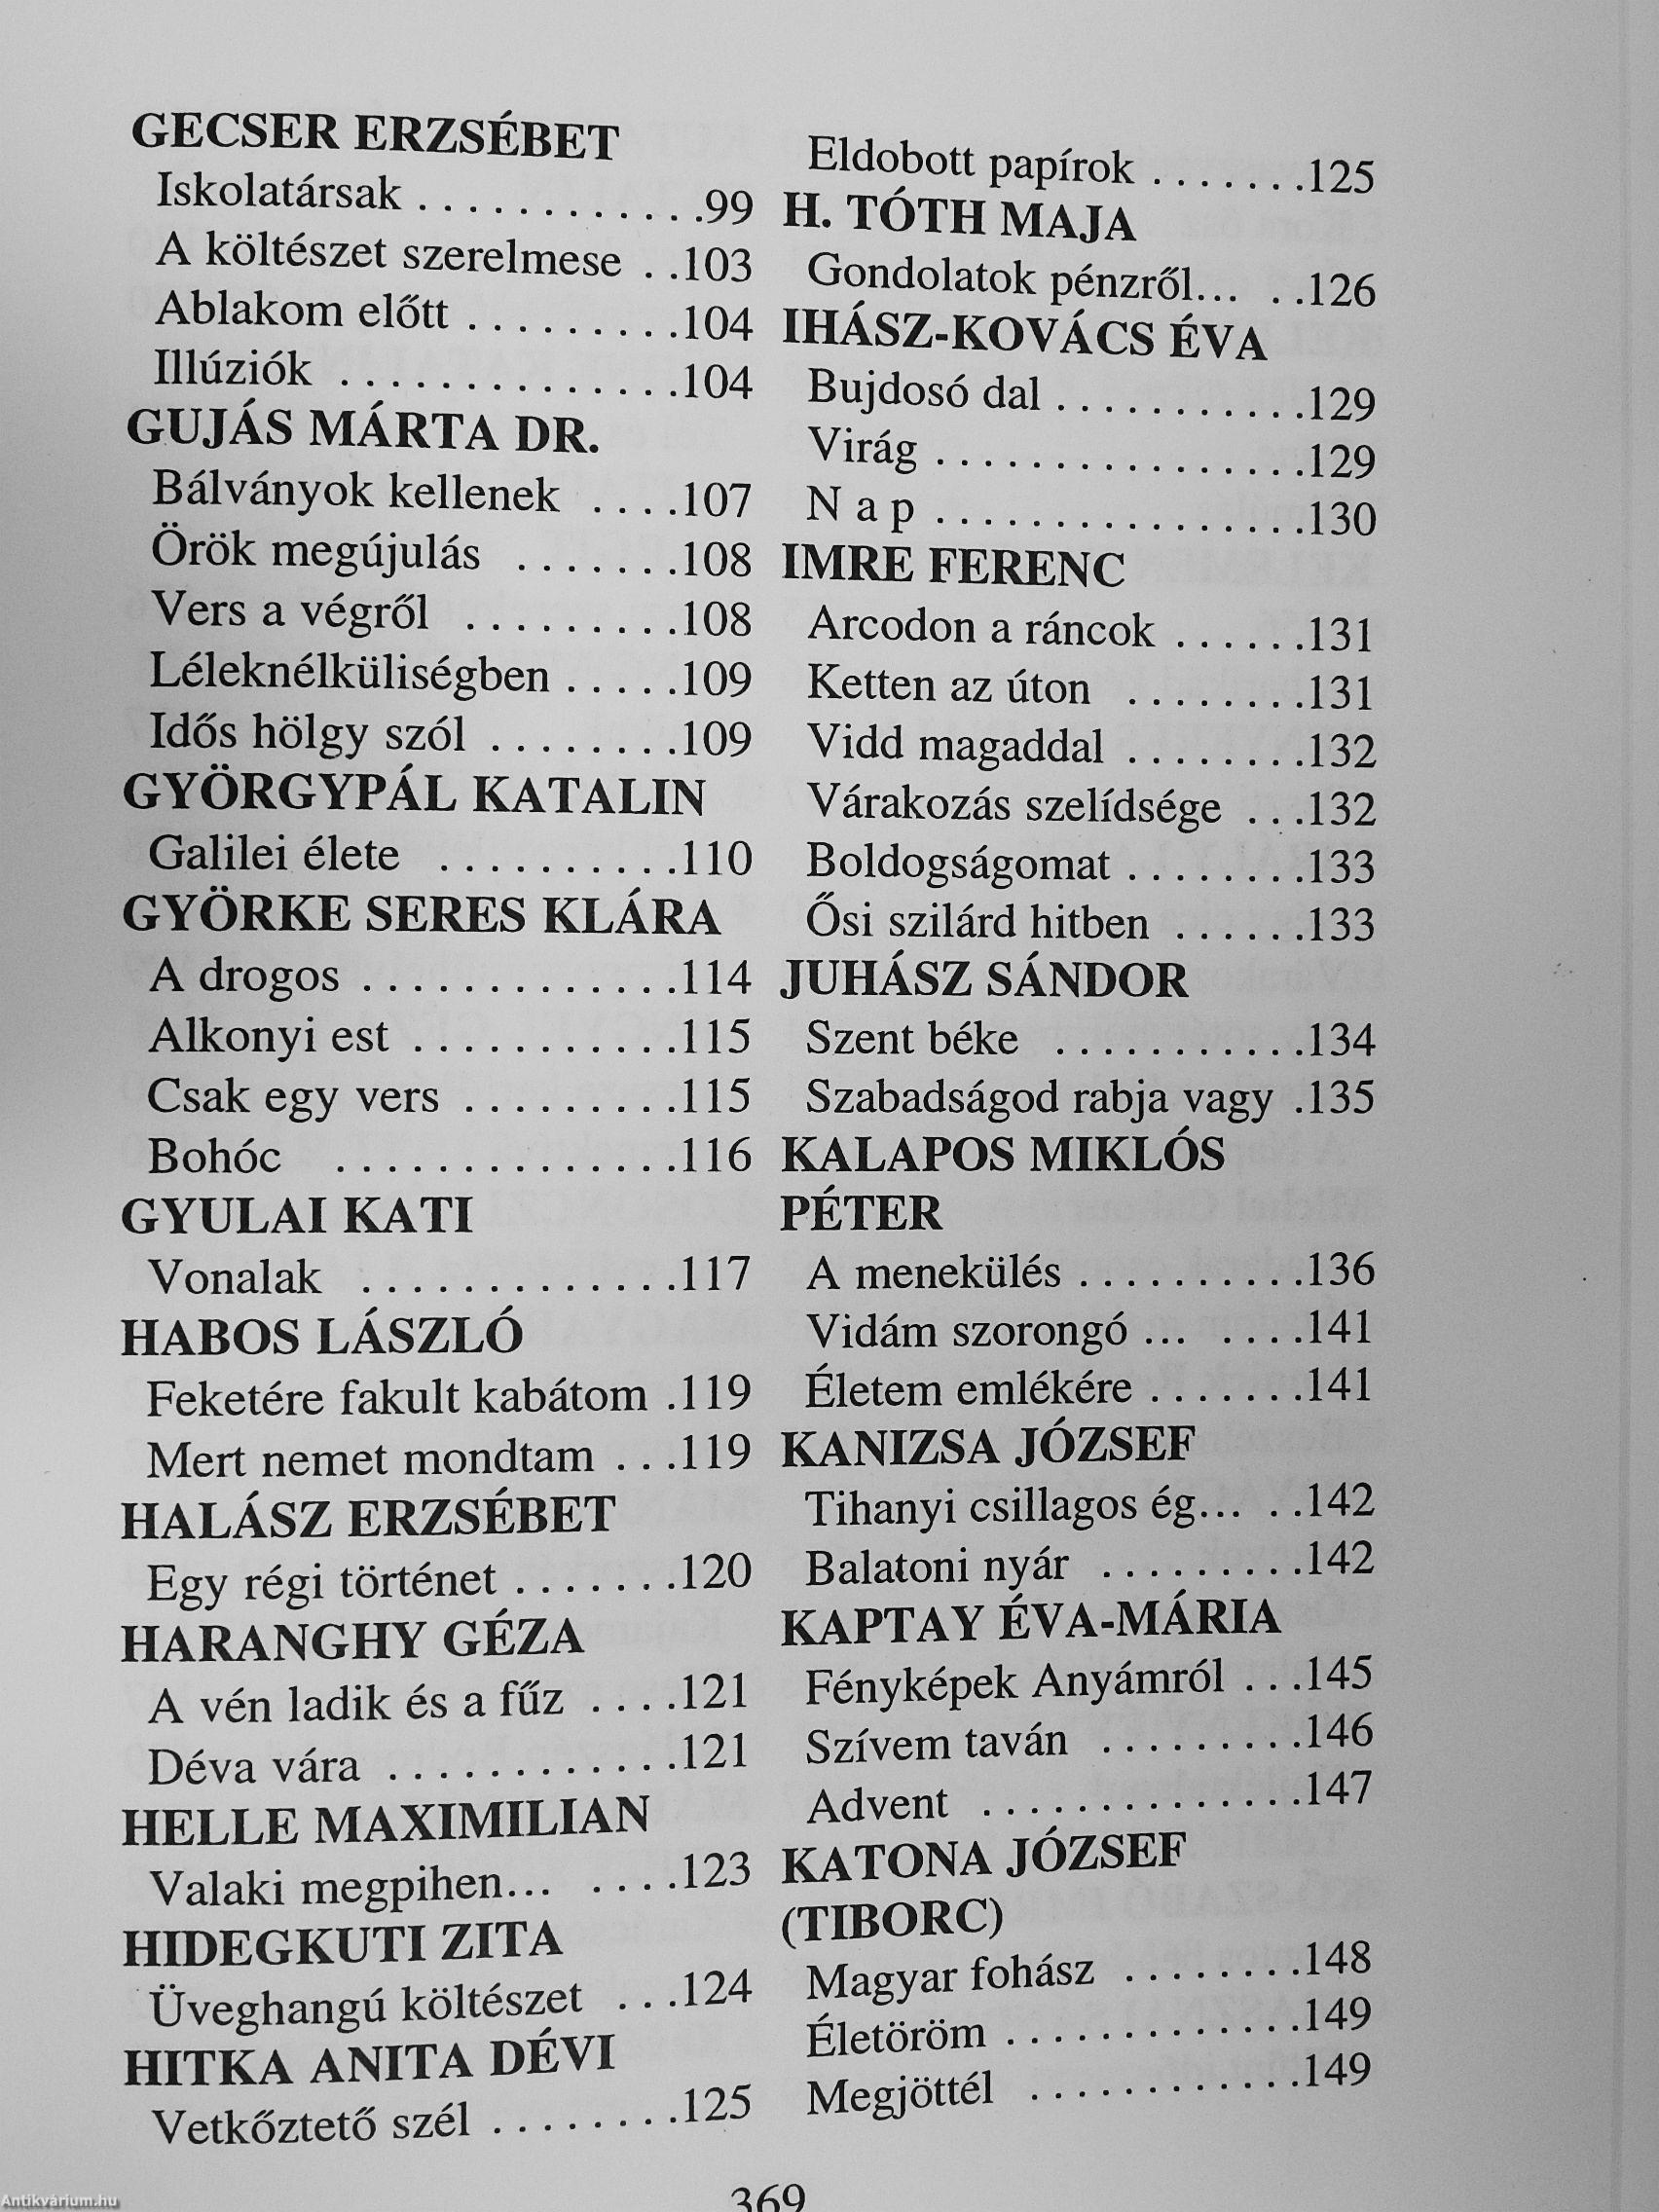 GECSER ERZSÉBET
Iskolatársak . . . . . . . . . . . .99
A költészet szerelmese . .103
Ablakom előtt . . . . . . . . .104
Illúziók . . . . . . . . . . . . . .104
GUJÁS MÁRTA DR.
Bálványok kellenek . . . .107
Örök megújulás . . . . . . .108
Vers a végről . . . . . . . . .108
Léleknélküliségben . . . . .109
Idős hölgy szól . . . . . . . .109
GYÖRGYPÁL KATALIN
Galilei élete . . . . . . . . . .110
GYÖRKE SERES KLÁRA
A drogos . . . . . . . . . . . . .114
Alkonyi est . . . . . . . . . . .115
Csak egy vers . . . . . . . . .115
Bohóc . . . . . . . . . . . . . .116
GYULAI KATI
Vonalak . . . . . . . . . . . . .117
HABOS LÁSZLÓ
Feketére fakult kabátom .119
Mert nemet mondtam . . .119
HALÁSZ ERZSÉBET
Egy régi történet . . . . . . .120
HARANGHY GÉZA
A vén ladik és a fűz . . . .121
Déva vára . . . . . . . . . . . .121
HELLE MAXIMILIAN
Valaki megpihen... . . . .123
HIDEGKUTI ZITA
Üveghangú költészet . . .124
HITKA ANITA DÉVI
Vetkőztető szél . . . . . . . .125
Eldobott papírok . . . . . . .125
H. TÓTH MAJA
Gondolatok pénzről... . .126
IHÁSZ-KOVÁCS ÉVA
Bujdosó dal . . . . . . . . . . .129
Virág . . . . . . . . . . . . . . . .129
N a p . . . . . . . . . . . . . . . .130
IMRE FERENC
Arcodon a ráncok . . . . . .131
Ketten az úton . . . . . . . .131
Vidd magaddal . . . . . . . .132
Várakozás szelídsége . . .132
Boldogságomat . . . . . . . .133
Ősi szilárd hitben . . . . . .133
JUHÁSZ SÁNDOR
Szent béke . . . . . . . . . . .134
Szabadságod rabja vagy .135
KALAPOS MIKLÓS
PÉTER
A menekülés . . . . . . . . . .136
Vidám szorongó ... . . . .141
Életem emlékére . . . . . . .141
KANIZSA JÓZSEF
Tihanyi csillagos ég... . .142
Balatoni nyár . . . . . . . . .142
KAPTAY ÉVA-MÁRIA
Fényképek Anyámról . . .145
Szívem taván . . . . . . . . .146
Advent . . . . . . . . . . . . . .147
KATONA JÓZSEF
(TIBORC)
Magyar fohász . . . . . . . .148
Életöröm . . . . . . . . . . . . .149
Megjöttél . . . . . . . . . . . .149
369
Antikvárium.hu